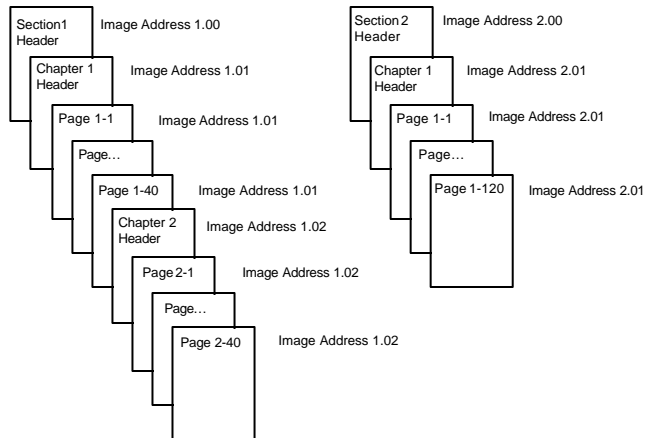 Section1
Header
Image Address 1.00
Chapter 1
Header
Image Address 1.01
Page 1-1
Image Address 1.01
Page...
Page 1-40
Image Address 1.01
Chapter 2
Header
Image Address 1.02
Page 2-1
Image Address 1.02
Page...
Page 2-40
Image Address 1.02
Section 2
Header
Image Address 2.00
Chapter 1
Header
Image Address 2.01
Page 1-1
Image Address 2.01
Page...
Page 1-120
Image Address 2.01